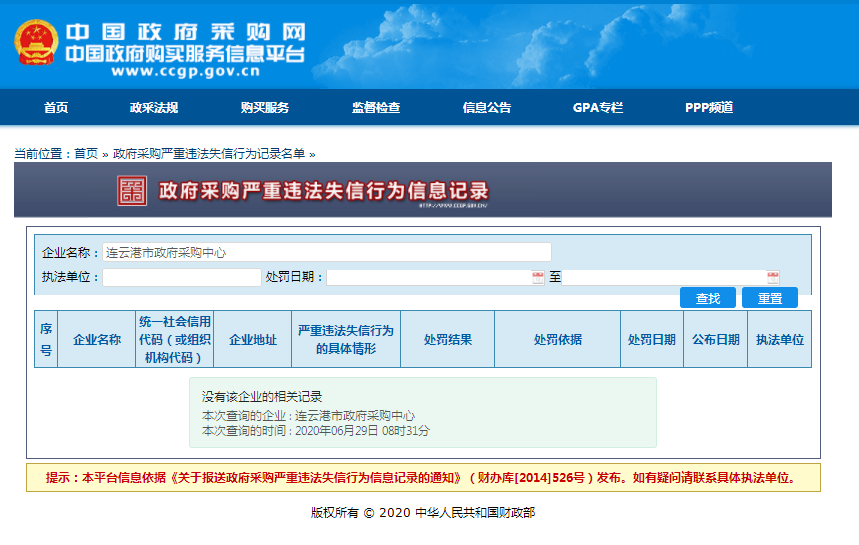 中国政府采购网
中国政府购买服务信息平台
www.ccgp.gov.cn
首页 政采法规 购买服务 监督检查 信息公告 GPA专栏 PPP频道
当前位置：首页 » 政府采购严重违法失信行为记录名单 »
政府采购严重违法失信行为信息记录
HTTP://WWW.CCGP.GOV.CN
企业名称：连云港市政府采购中心
执法单位： 处罚日期： 至
查找 重置
序号 企业名称 统一社会信用代码（或组织机构代码） 企业地址 严重违法失信行为的具体情形 处罚结果 处罚依据 处罚日期 公布日期 执法单位
没有该企业的相关记录
本次查询的企业 : 连云港市政府采购中心
本次查询的时间 : 2020年06月29日 08时31分
提示：本平台信息依据《关于报送政府采购严重违法失信行为信息记录的通知》（财办库[2014]526号）发布。如有疑问请联系具体执法单位。
版权所有 © 2020 中华人民共和国财政部